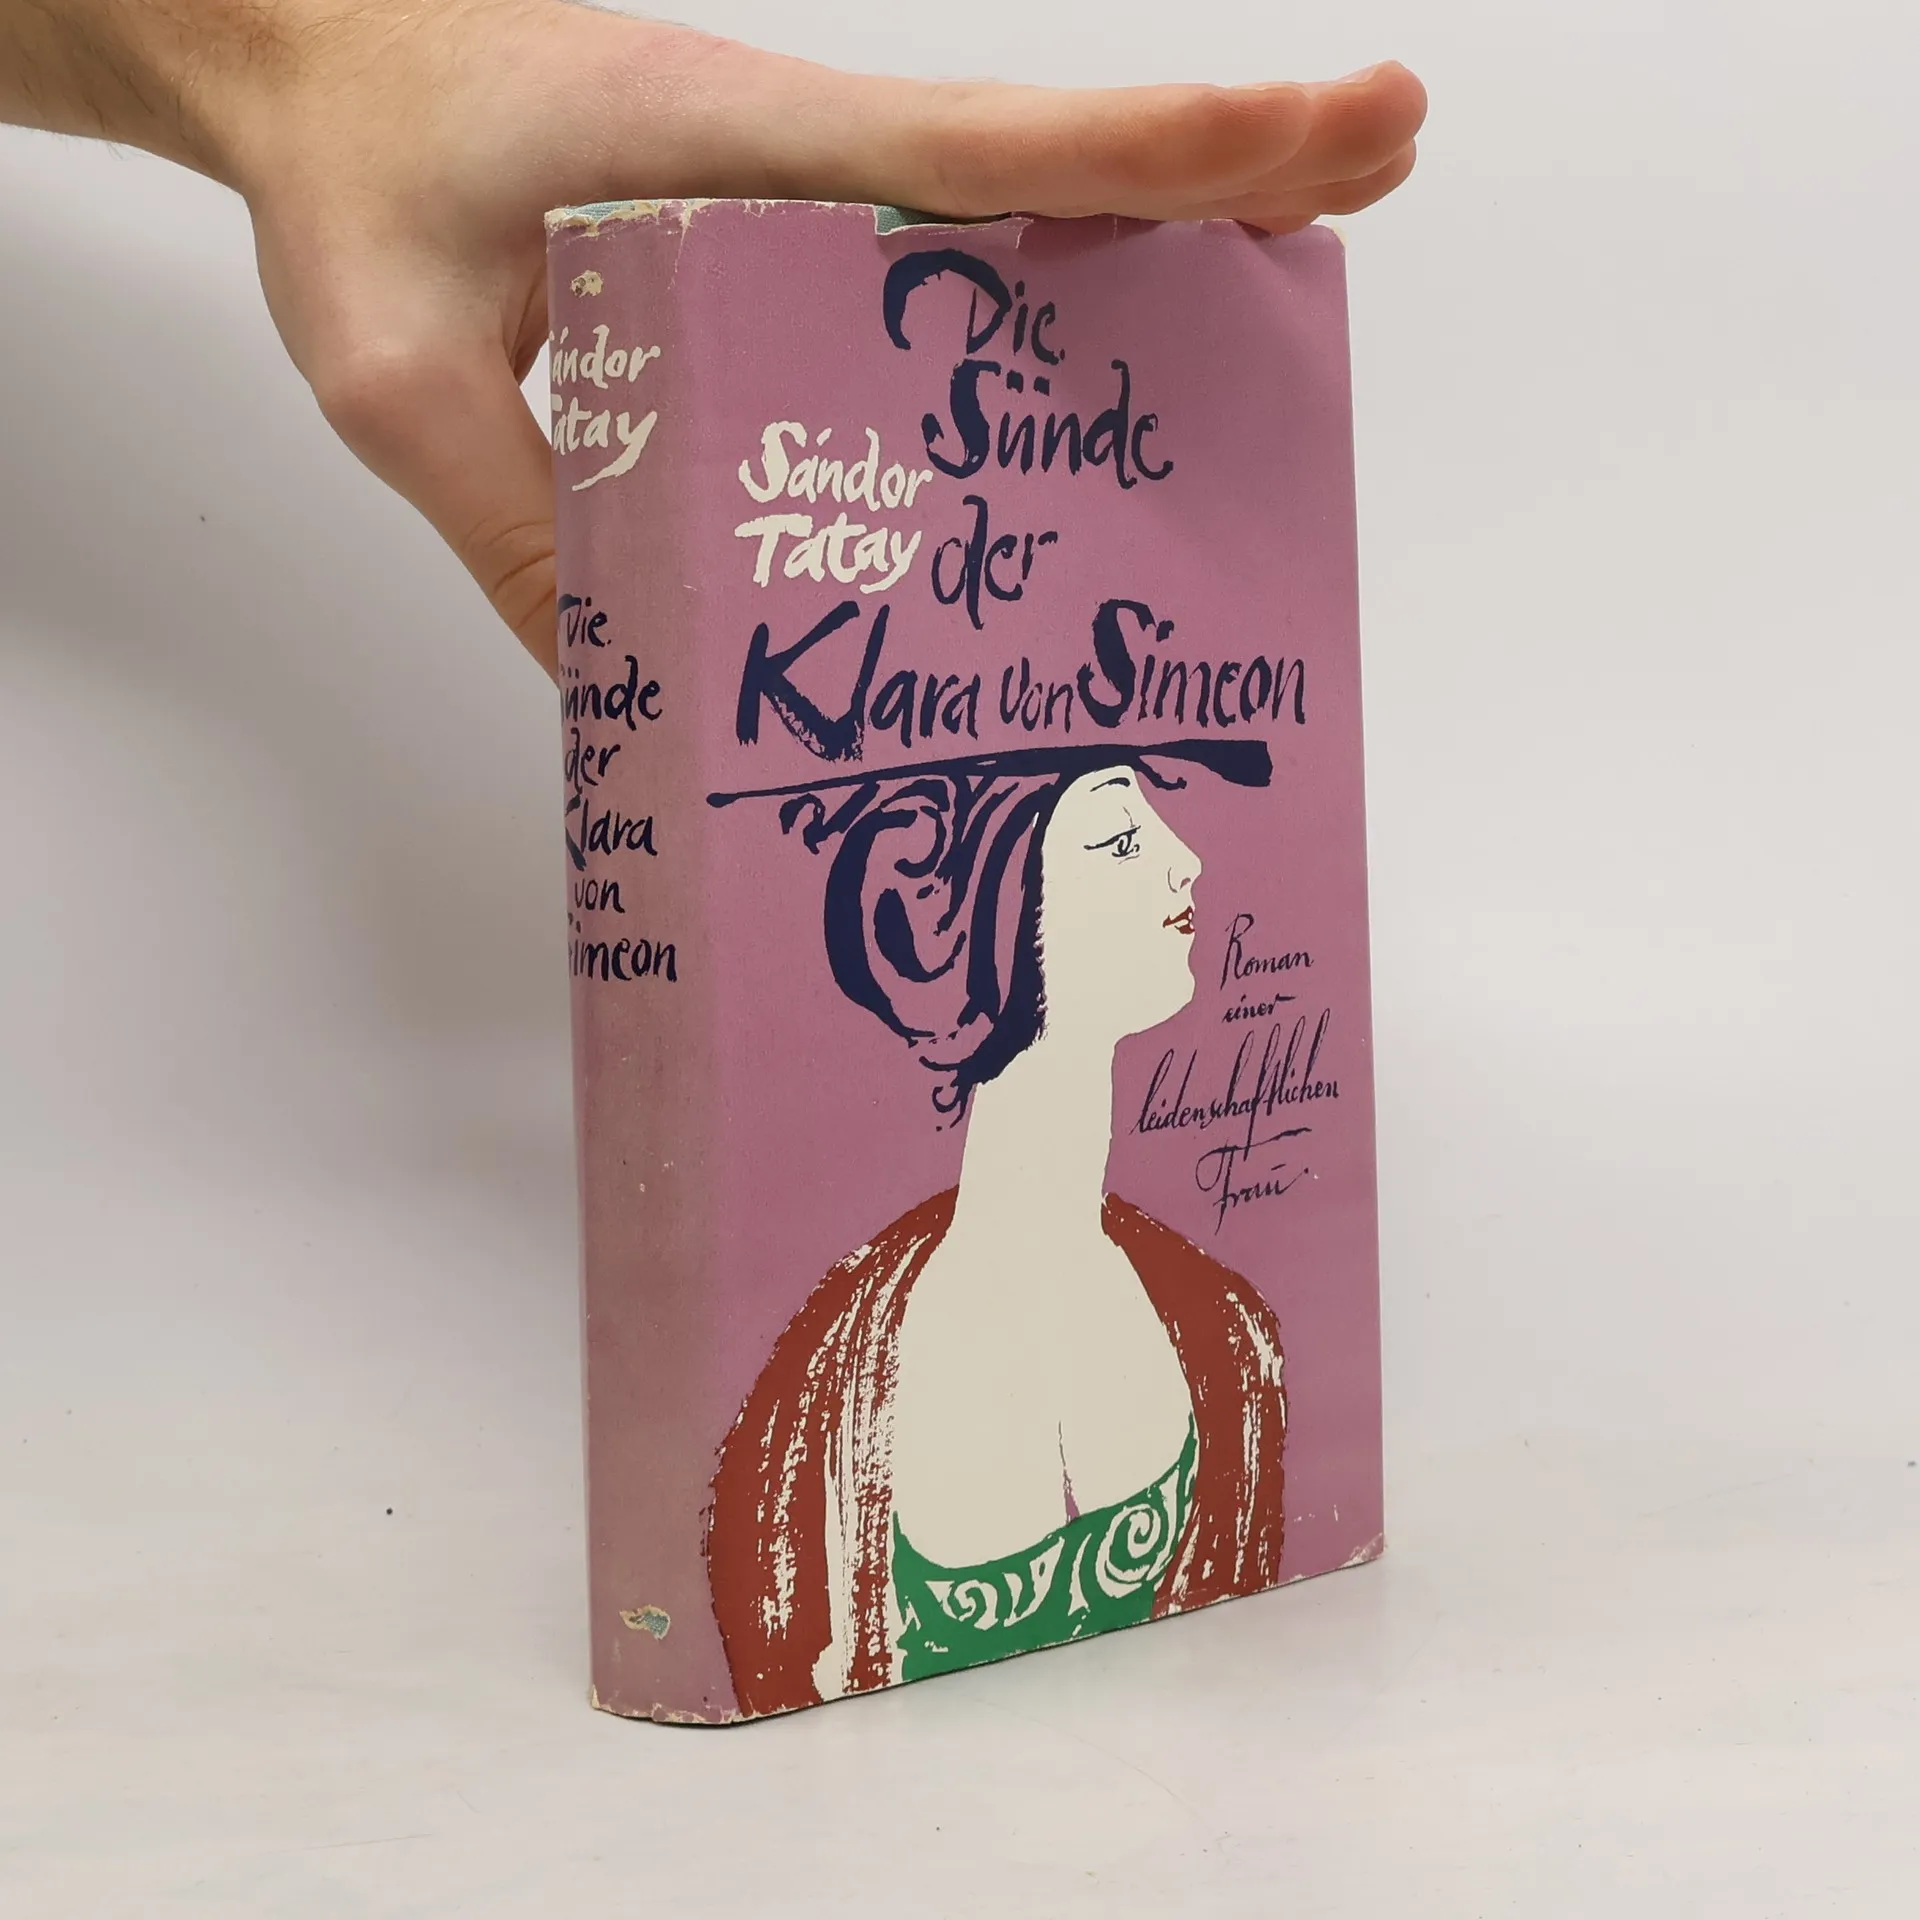 Sándor
Tatay
Die
Sünde
der
Klara
von
Simeon
Die
Sünde
Sándor
Tatay
der
Klara von Simeon
Roman
einer
leidenschaftlichen
Frau